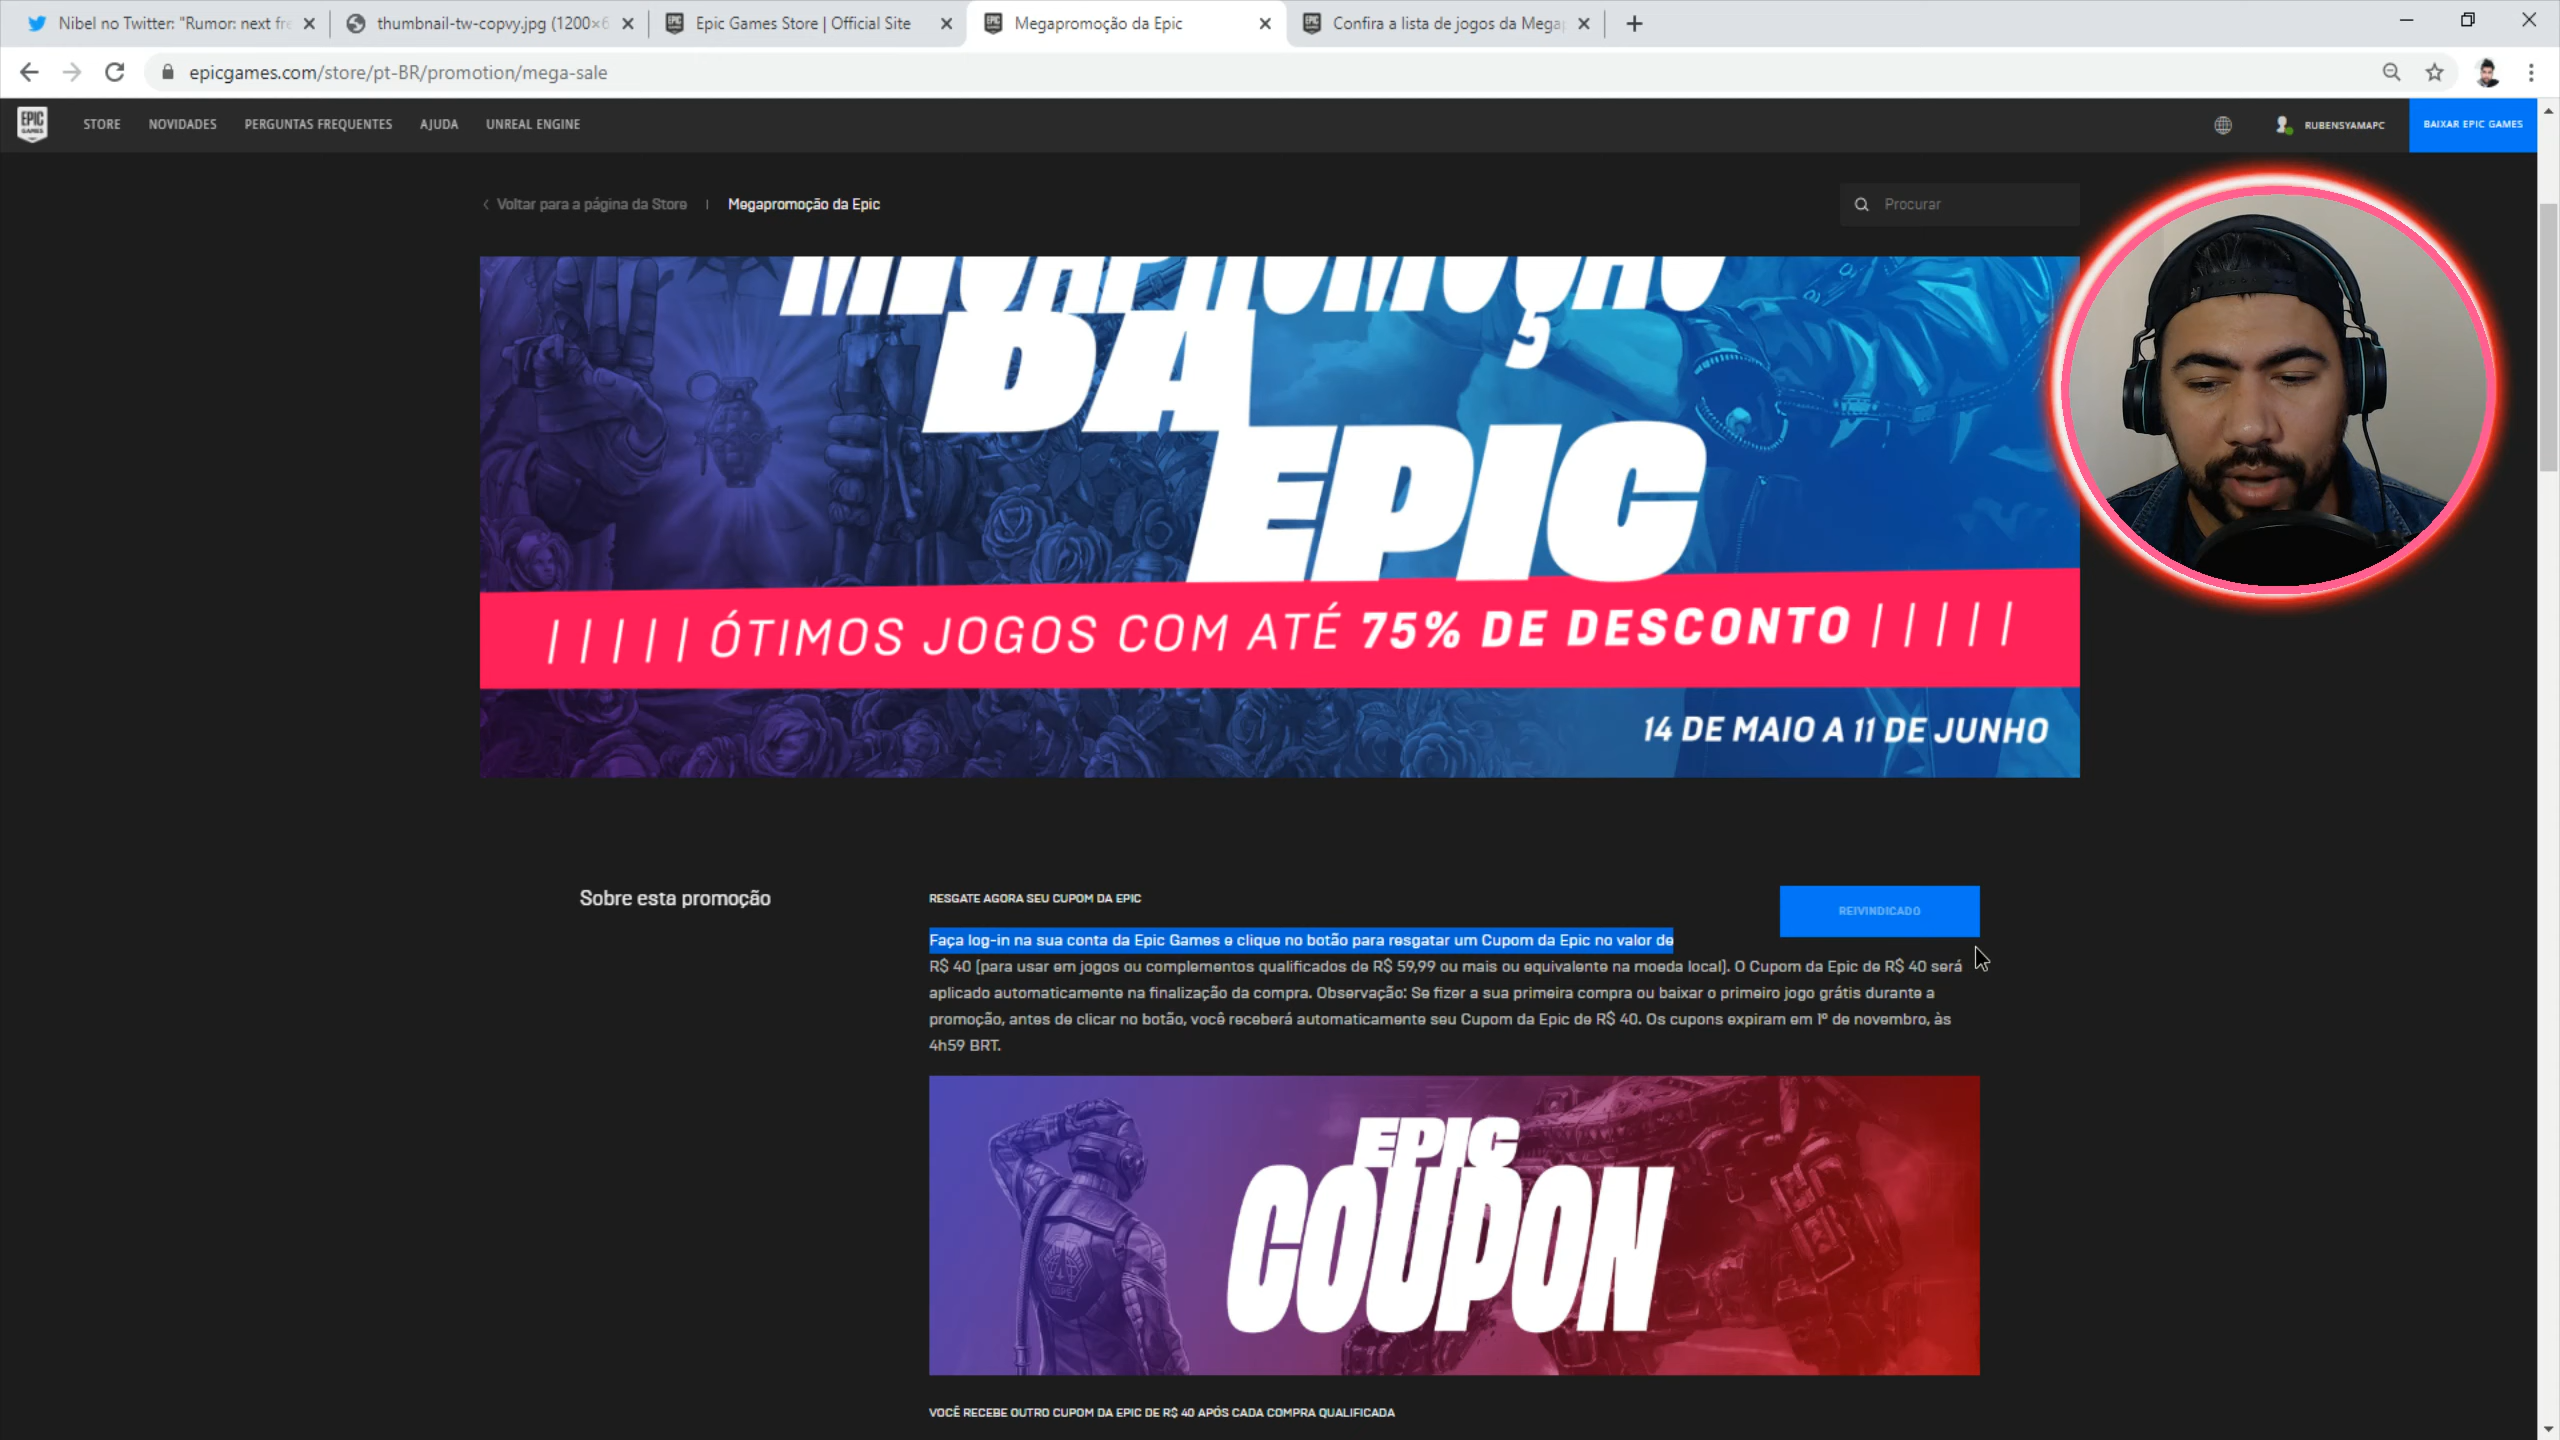 Nibel no Twitter: "Rumor: next fre
thumbnail-tw-copvy.jpg (1200×6
Epic Games Store | Official Site
Megapromoção da Epic
Confira a lista de jogos da Mega
epicgames.com/store/pt-BR/promotion/mega-sale
EPIC GAMES
STORE
NOVIDADES
PERGUNTAS FREQUENTES
AJUDA
UNREAL ENGINE
RUBENSYAMAPC
BAIXAR EPIC GAMES
Voltar para a página da Store
Megapromoção da Epic
Procurar
MEGAPROMOÇÃO
DA
EPIC
||||| ÓTIMOS JOGOS COM ATÉ 75% DE DESCONTO |||||
14 DE MAIO A 11 DE JUNHO
Sobre esta promoção
RESGATE AGORA SEU CUPOM DA EPIC
REIVINDICADO
Faça log-in na sua conta da Epic Games e clique no botão para resgatar um Cupom da Epic no valor de
R$ 40 (para usar em jogos ou complementos qualificados de R$ 59,99 ou mais ou equivalente na moeda local). O Cupom da Epic de R$ 40 será
aplicado automaticamente na finalização da compra. Observação: Se fizer a sua primeira compra ou baixar o primeiro jogo grátis durante a
promoção, antes de clicar no botão, você receberá automaticamente seu Cupom da Epic de R$ 40. Os cupons expiram em 1º de novembro, às
4h59 BRT.
EPIC
COUPON
VOCÊ RECEBE OUTRO CUPOM DA EPIC DE R$ 40 APÓS CADA COMPRA QUALIFICADA